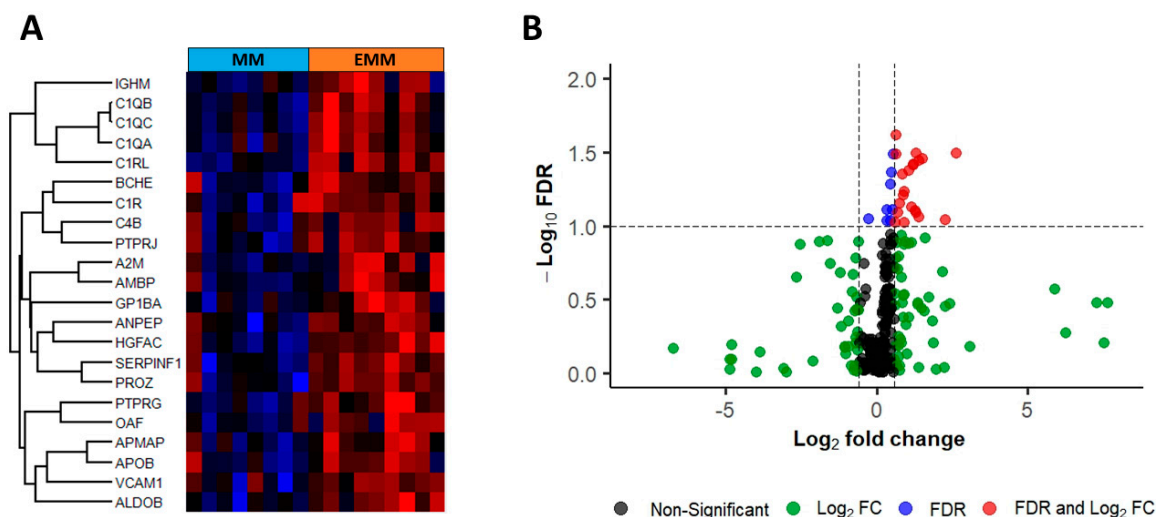 A
MM EMM
IGHM
C1QB
C1QC
C1QA
C1RL
BCHE
C1R
C4B
PTPRJ
A2M
AMBP
GP1BA
ANPEP
HGFAC
SERPINF1
PROZ
PTPRG
OAF
APMAP
APOB
VCAM1
ALDOB
B
2.0
1.5
1.0
0.5
0.0
− Log₁₀ FDR
-5 0 5
Log₂ fold change
Non-Significant Log₂ FC FDR FDR and Log₂ FC